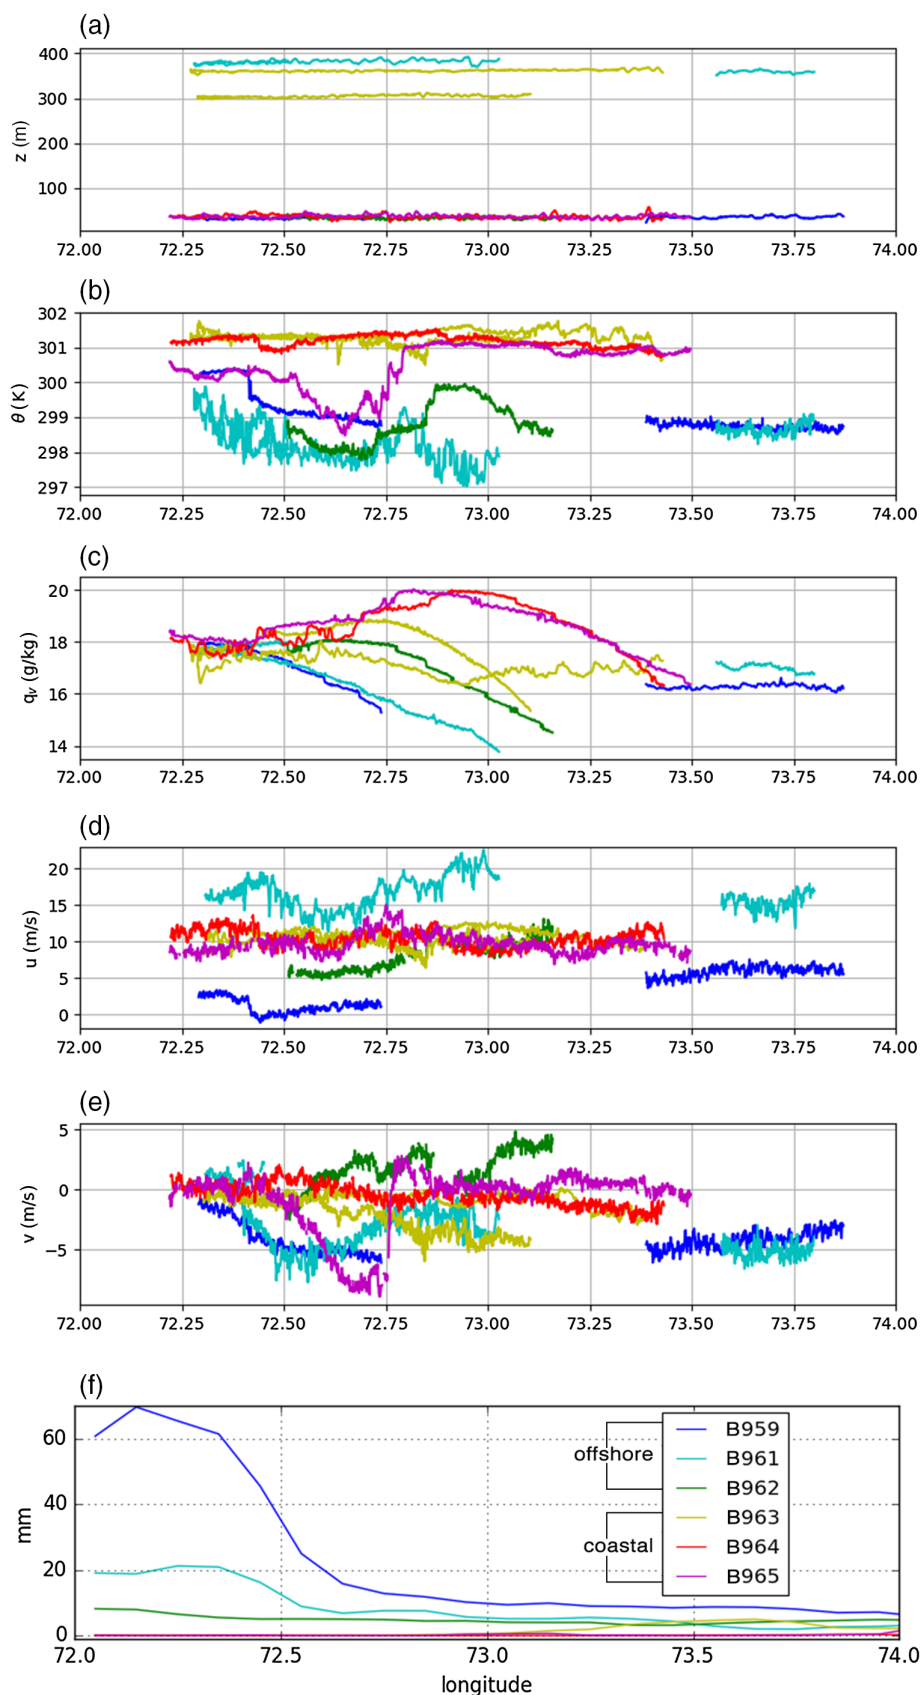 (a)
400
300
200
100
z (m)
72.00 72.25 72.50 72.75 73.00 73.25 73.50 73.75 74.00
(b)
302
301
300
299
298
297
θ (K)
72.00 72.25 72.50 72.75 73.00 73.25 73.50 73.75 74.00
(c)
20
18
16
14
qv (g/kg)
72.00 72.25 72.50 72.75 73.00 73.25 73.50 73.75 74.00
(d)
20
15
10
5
0
u (m/s)
72.00 72.25 72.50 72.75 73.00 73.25 73.50 73.75 74.00
(e)
5
0
−5
v (m/s)
72.00 72.25 72.50 72.75 73.00 73.25 73.50 73.75 74.00
(f)
60
40
20
0
mm
offshore
coastal
B959
B961
B962
B963
B964
B965
72.0 72.5 73.0 73.5 74.0
longitude